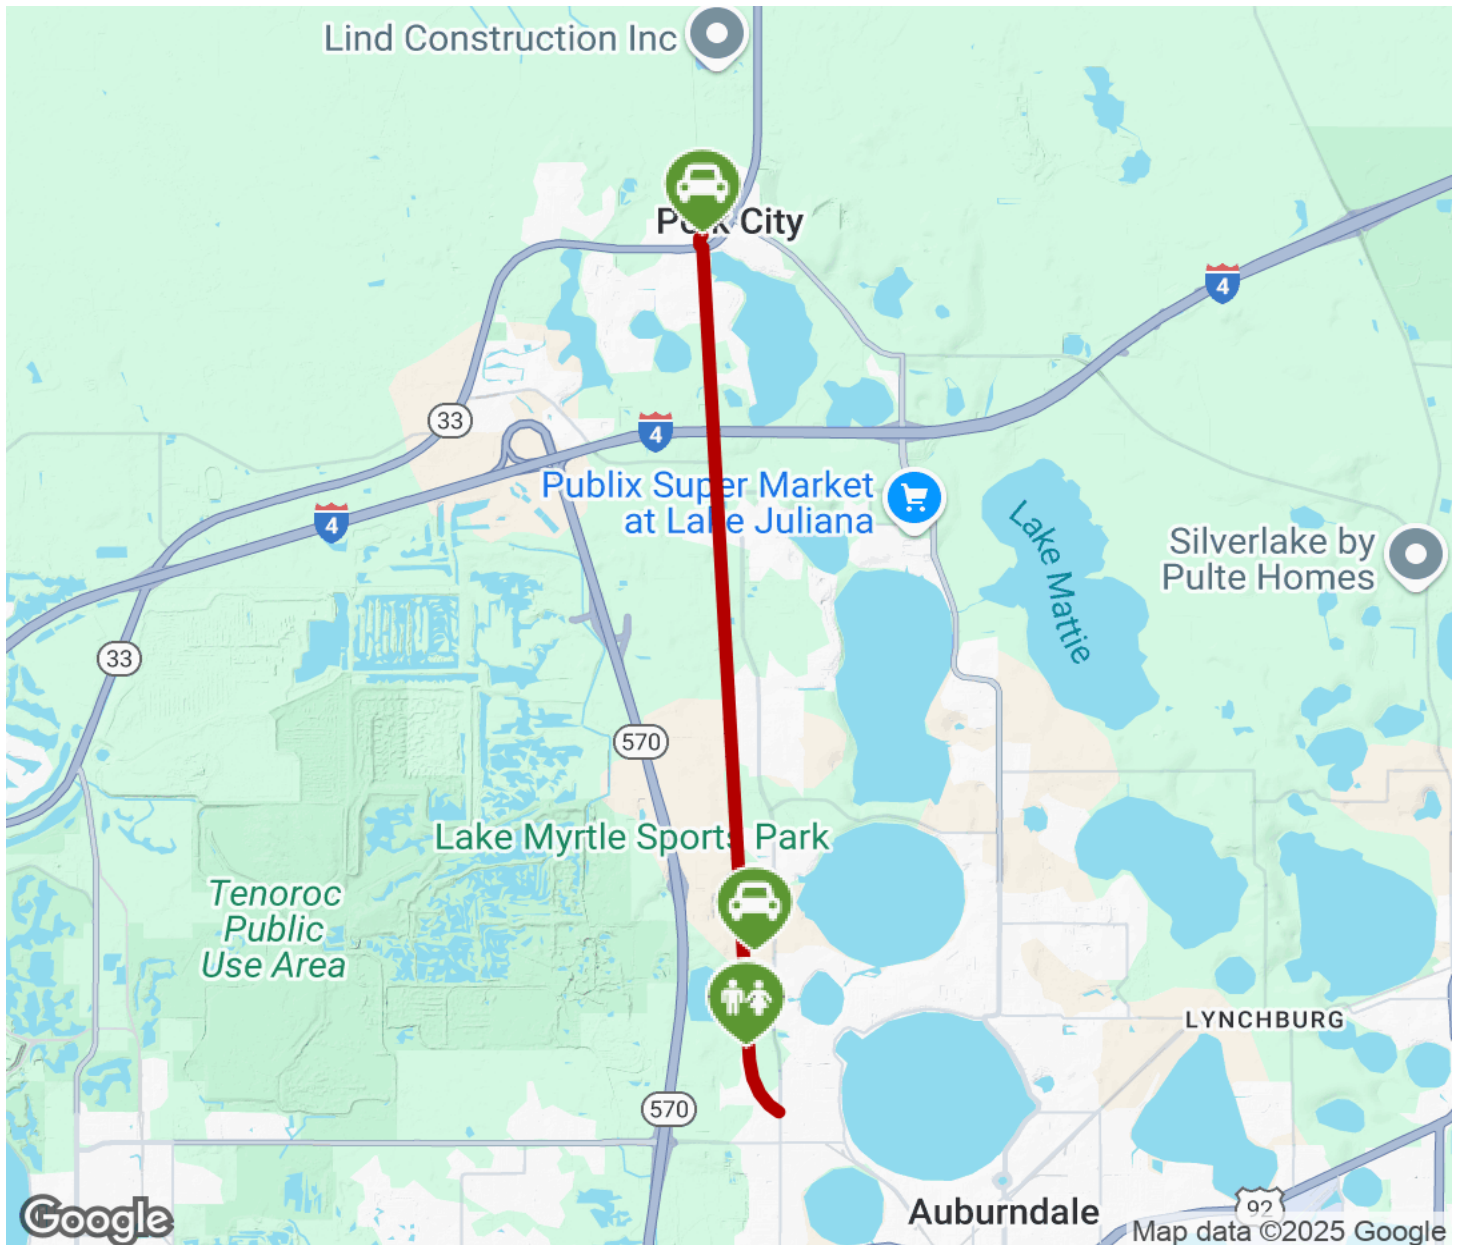 Lind Construction Inc
City
4
33
4
Publix Super Market
at Lake Juliana
4
Lake Mattie
Silverlake by
Pulte Homes
33
570
Lake Myrtle Sports Park
Tenoroc
Public
Use Area
LYNCHBURG
570
Auburndale
92
Google
Map data ©2025 Google